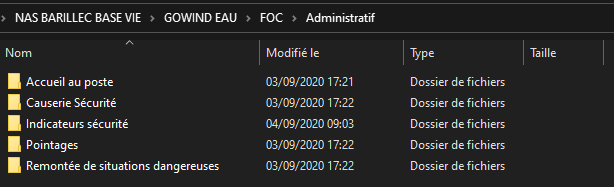 NAS BARILLEC BASE VIE > GOWIND EAU > FOC > Administratif
Nom Modifié le Type Taille
Accueil au poste 03/09/2020 17:21 Dossier de fichiers
Causerie Sécurité 03/09/2020 17:22 Dossier de fichiers
Indicateurs sécurité 04/09/2020 09:03 Dossier de fichiers
Pointages 03/09/2020 17:22 Dossier de fichiers
Remontée de situations dangereuses 03/09/2020 17:22 Dossier de fichiers